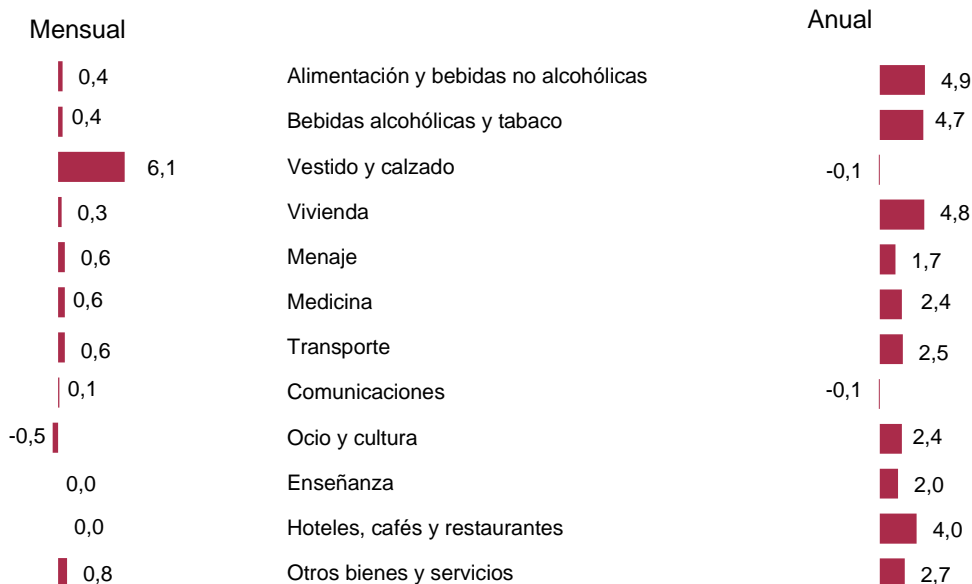 Mensual
Anual
0,4 Alimentación y bebidas no alcohólicas 4,9
0,4 Bebidas alcohólicas y tabaco 4,7
6,1 Vestido y calzado -0,1
0,3 Vivienda 4,8
0,6 Menaje 1,7
0,6 Medicina 2,4
0,6 Transporte 2,5
0,1 Comunicaciones -0,1
-0,5 Ocio y cultura 2,4
0,0 Enseñanza 2,0
0,0 Hoteles, cafés y restaurantes 4,0
0,8 Otros bienes y servicios 2,7